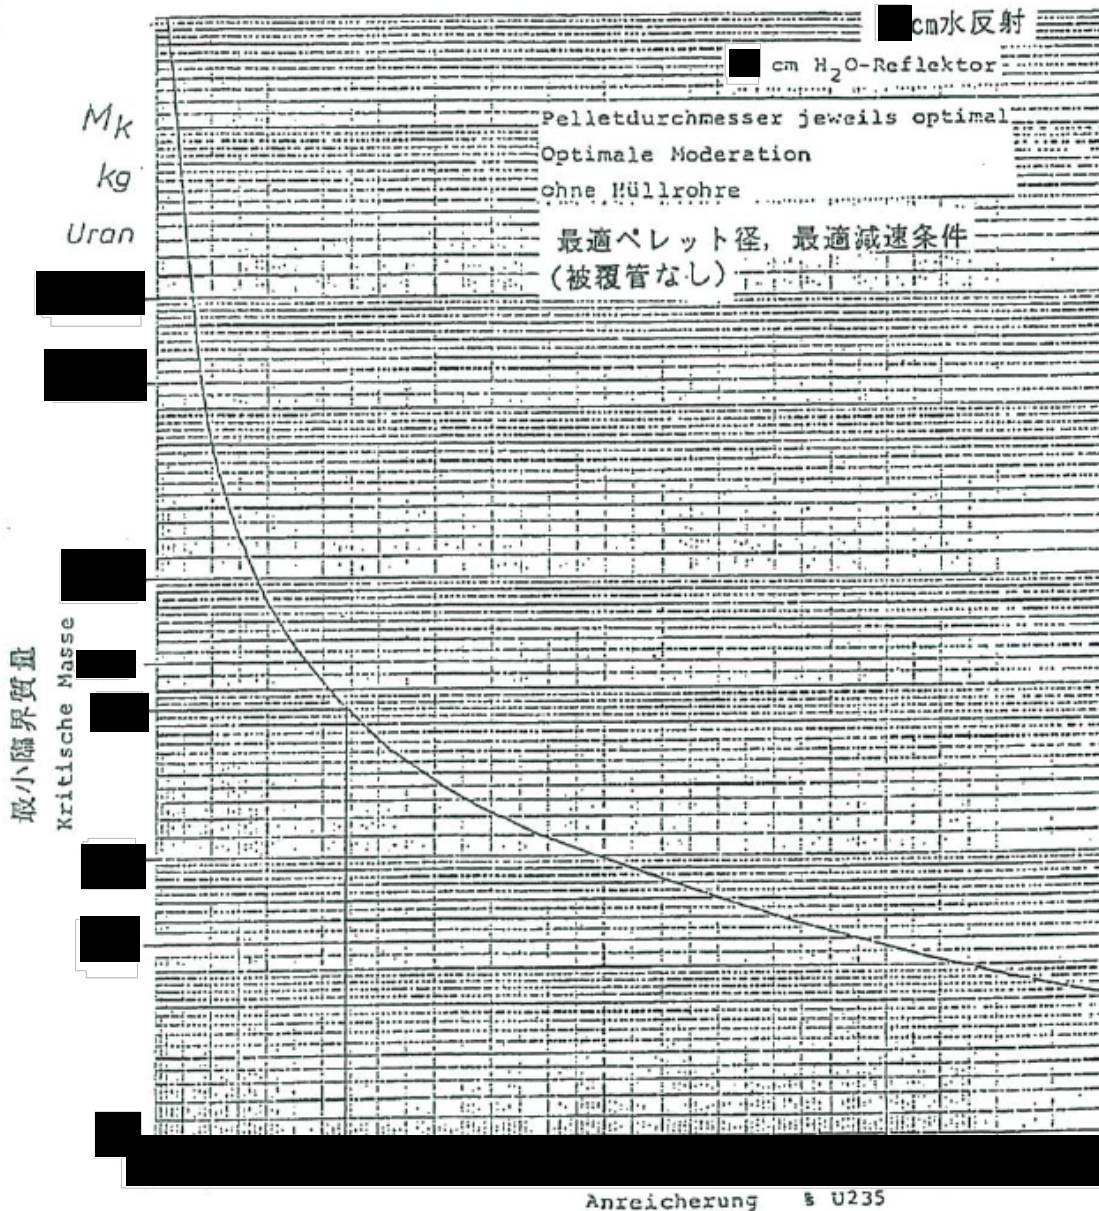 cm水反射
cm H₂O-Reflektor
Pelletdurchmesser jeweils optimal
Optimale Moderation
ohne Hüllrohre
最適ペレット径，最適減速条件
(被覆管なし)
Mk
kg
Uran
最小臨界質量
Kritische Masse
Anreicherung % U235